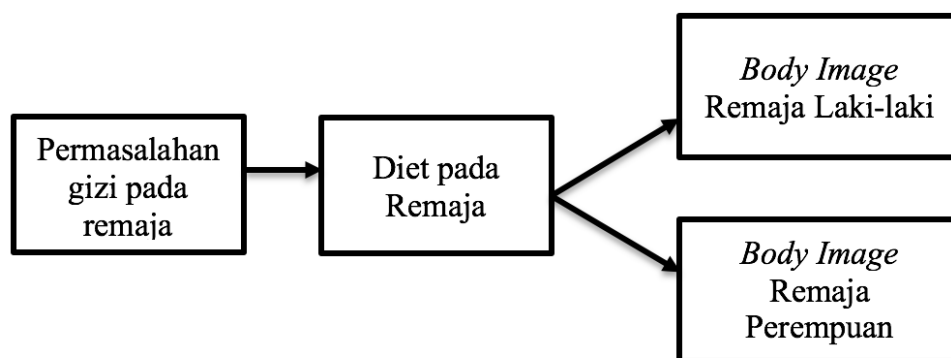 Permasalahan
gizi pada
remaja
Diet pada
Remaja
Body Image
Remaja Laki-laki
Body Image
Remaja
Perempuan